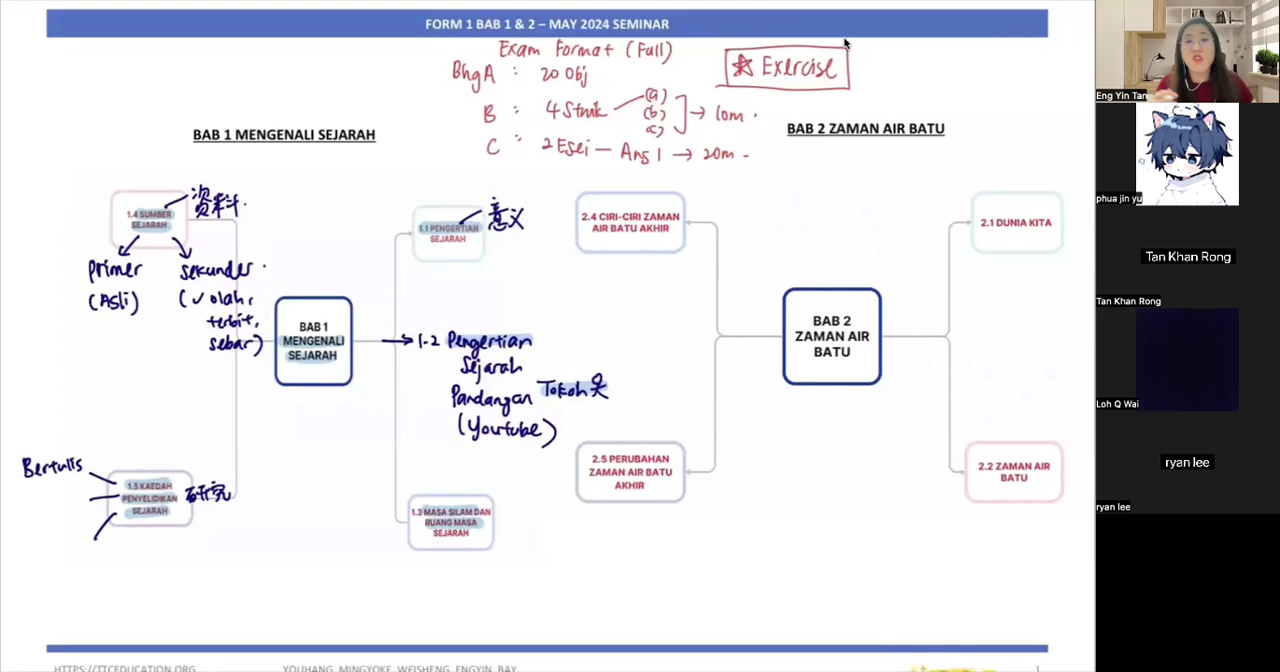 FORM 1 BAB 1 & 2 – MAY 2024 SEMINAR
Exam Format (Full)
BhgA : 20 Obj
B : 4 Struk (a) (b) (c) → 10m.
C : 2 Esei — Ans 1 → 20m -
☆ Exercise
BAB 1 MENGENALI SEJARAH
1.4 SUMBER
SEJARAH
资料.
primer
(Asli)
sekunder.
(✓ olah,
terbit,
sebar)
BAB 1
MENGENALI
SEJARAH
1.1 PENGERTIAN
SEJARAH
意义
1.2 Pengertian
Sejarah
Pandangan Tokoh
(Youtube)
Bertulis
1.5 KAEDAH
PENYELIDIKAN
SEJARAH
研究
1.3 MASA SILAM DAN
RUANG MASA
SEJARAH
BAB 2 ZAMAN AIR BATU
2.4 CIRI-CIRI ZAMAN
AIR BATU AKHIR
2.1 DUNIA KITA
BAB 2
ZAMAN AIR
BATU
2.5 PERUBAHAN
ZAMAN AIR BATU
AKHIR
2.2 ZAMAN AIR
BATU
HTTPS://TTCEDUCATION.ORG
YOUHANG, MINGYOKE, WEISHENG, ENGYIN, BAY
1
Eng Yin Tan
phua jin yu
Tan Khan Rong
Tan Khan Rong
Loh Q Wai
ryan lee
ryan lee